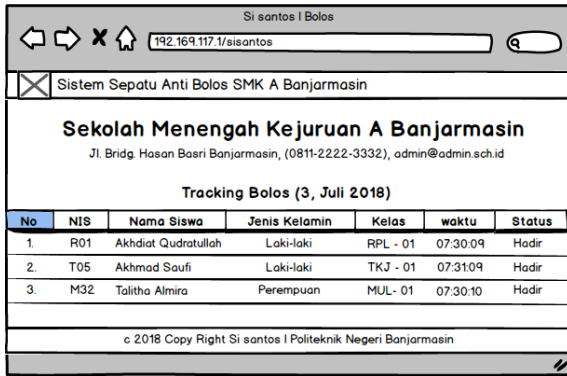 Si santos | Bolos
192.169.117.1/sisantos
Sistem Sepatu Anti Bolos SMK A Banjarmasin
Sekolah Menengah Kejuruan A Banjarmasin
Jl. Bridg. Hasan Basri Banjarmasin, (0811-2222-3332), admin@admin.sch.id
Tracking Bolos (3, Juli 2018)
No NIS Nama Siswa Jenis Kelamin Kelas waktu Status
1. R01 Akhdiat Qudratullah Laki-laki RPL - 01 07:30:09 Hadir
2. T05 Akhmad Saufi Laki-laki TKJ - 01 07:31:09 Hadir
3. M32 Talitha Almira Perempuan MUL- 01 07:30:10 Hadir
c 2018 Copy Right Si santos | Politeknik Negeri Banjarmasin